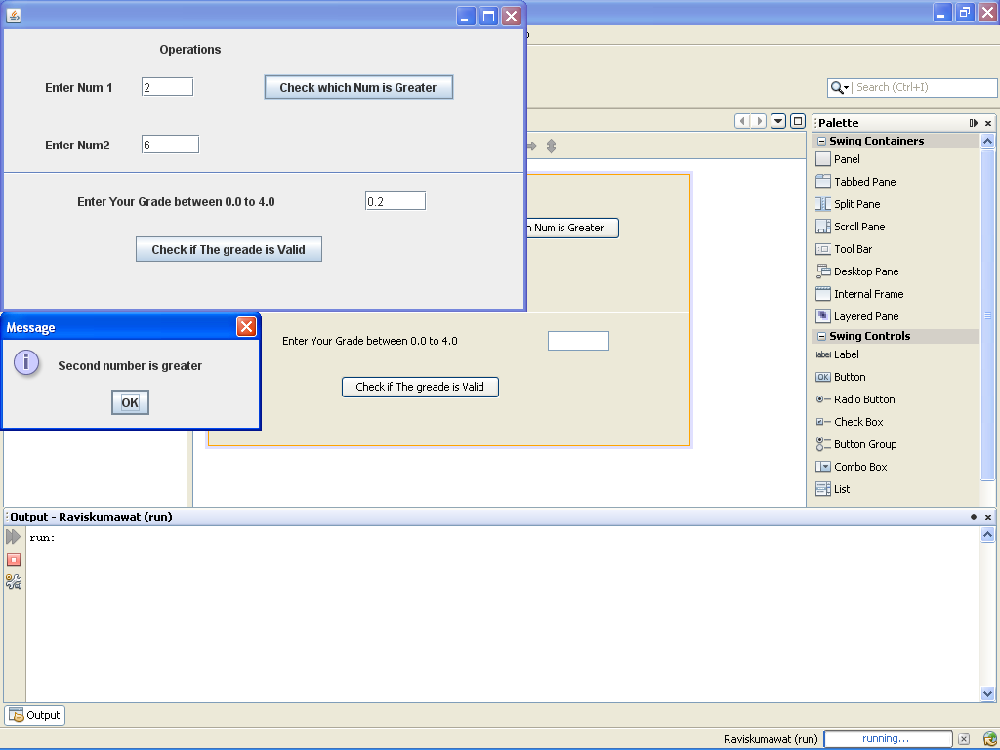 Operations
Enter Num 1
2
Check which Num is Greater
Enter Num2
6
Enter Your Grade between 0.0 to 4.0
0.2
Check if The greade is Valid
Message
Second number is greater
OK
Search (Ctrl+I)
Num is Greater
Enter Your Grade between 0.0 to 4.0
Check if The greade is Valid
Palette
Swing Containers
Panel
Tabbed Pane
Split Pane
Scroll Pane
Tool Bar
Desktop Pane
Internal Frame
Layered Pane
Swing Controls
label Label
OK Button
Radio Button
Check Box
Button Group
Combo Box
List
Output - Raviskumawat (run)
run:
Output
Raviskumawat (run)
running...